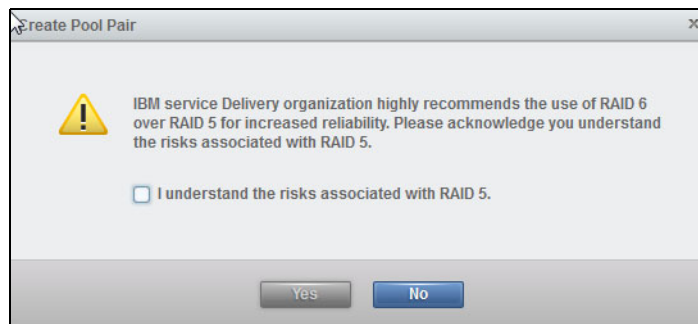 Create Pool Pair
IBM service Delivery organization highly recommends the use of RAID 6
over RAID 5 for increased reliability. Please acknowledge you understand
the risks associated with RAID 5.
I understand the risks associated with RAID 5.
Yes
No